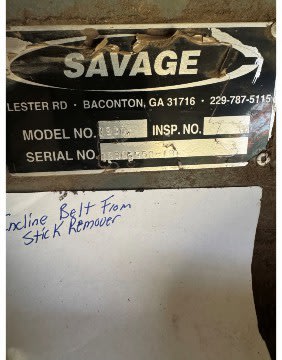 SAVAGE
LESTER RD · BACONTON, GA 31716 · 229-787-5115
MODEL NO. INSP. NO.
SERIAL NO.
Incline Belt From
Stick Remover